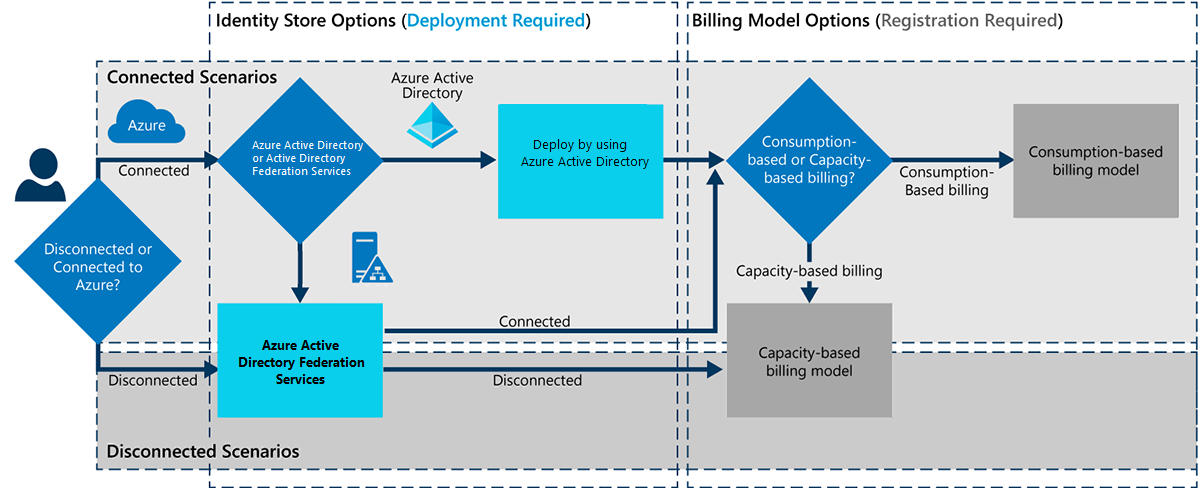 Identity Store Options (Deployment Required)
Billing Model Options (Registration Required)
Connected Scenarios
Azure
Connected
Disconnected or
Connected to
Azure?
Disconnected
Azure Active Directory
or Active Directory
Federation Services
Azure Active
Directory
Deploy by using
Azure Active Directory
Azure Active
Directory Federation
Services
Connected
Disconnected
Consumption-
based or Capacity-
based billing?
Consumption-
Based billing
Consumption-based
billing model
Capacity-based billing
Capacity-based
billing model
Disconnected Scenarios